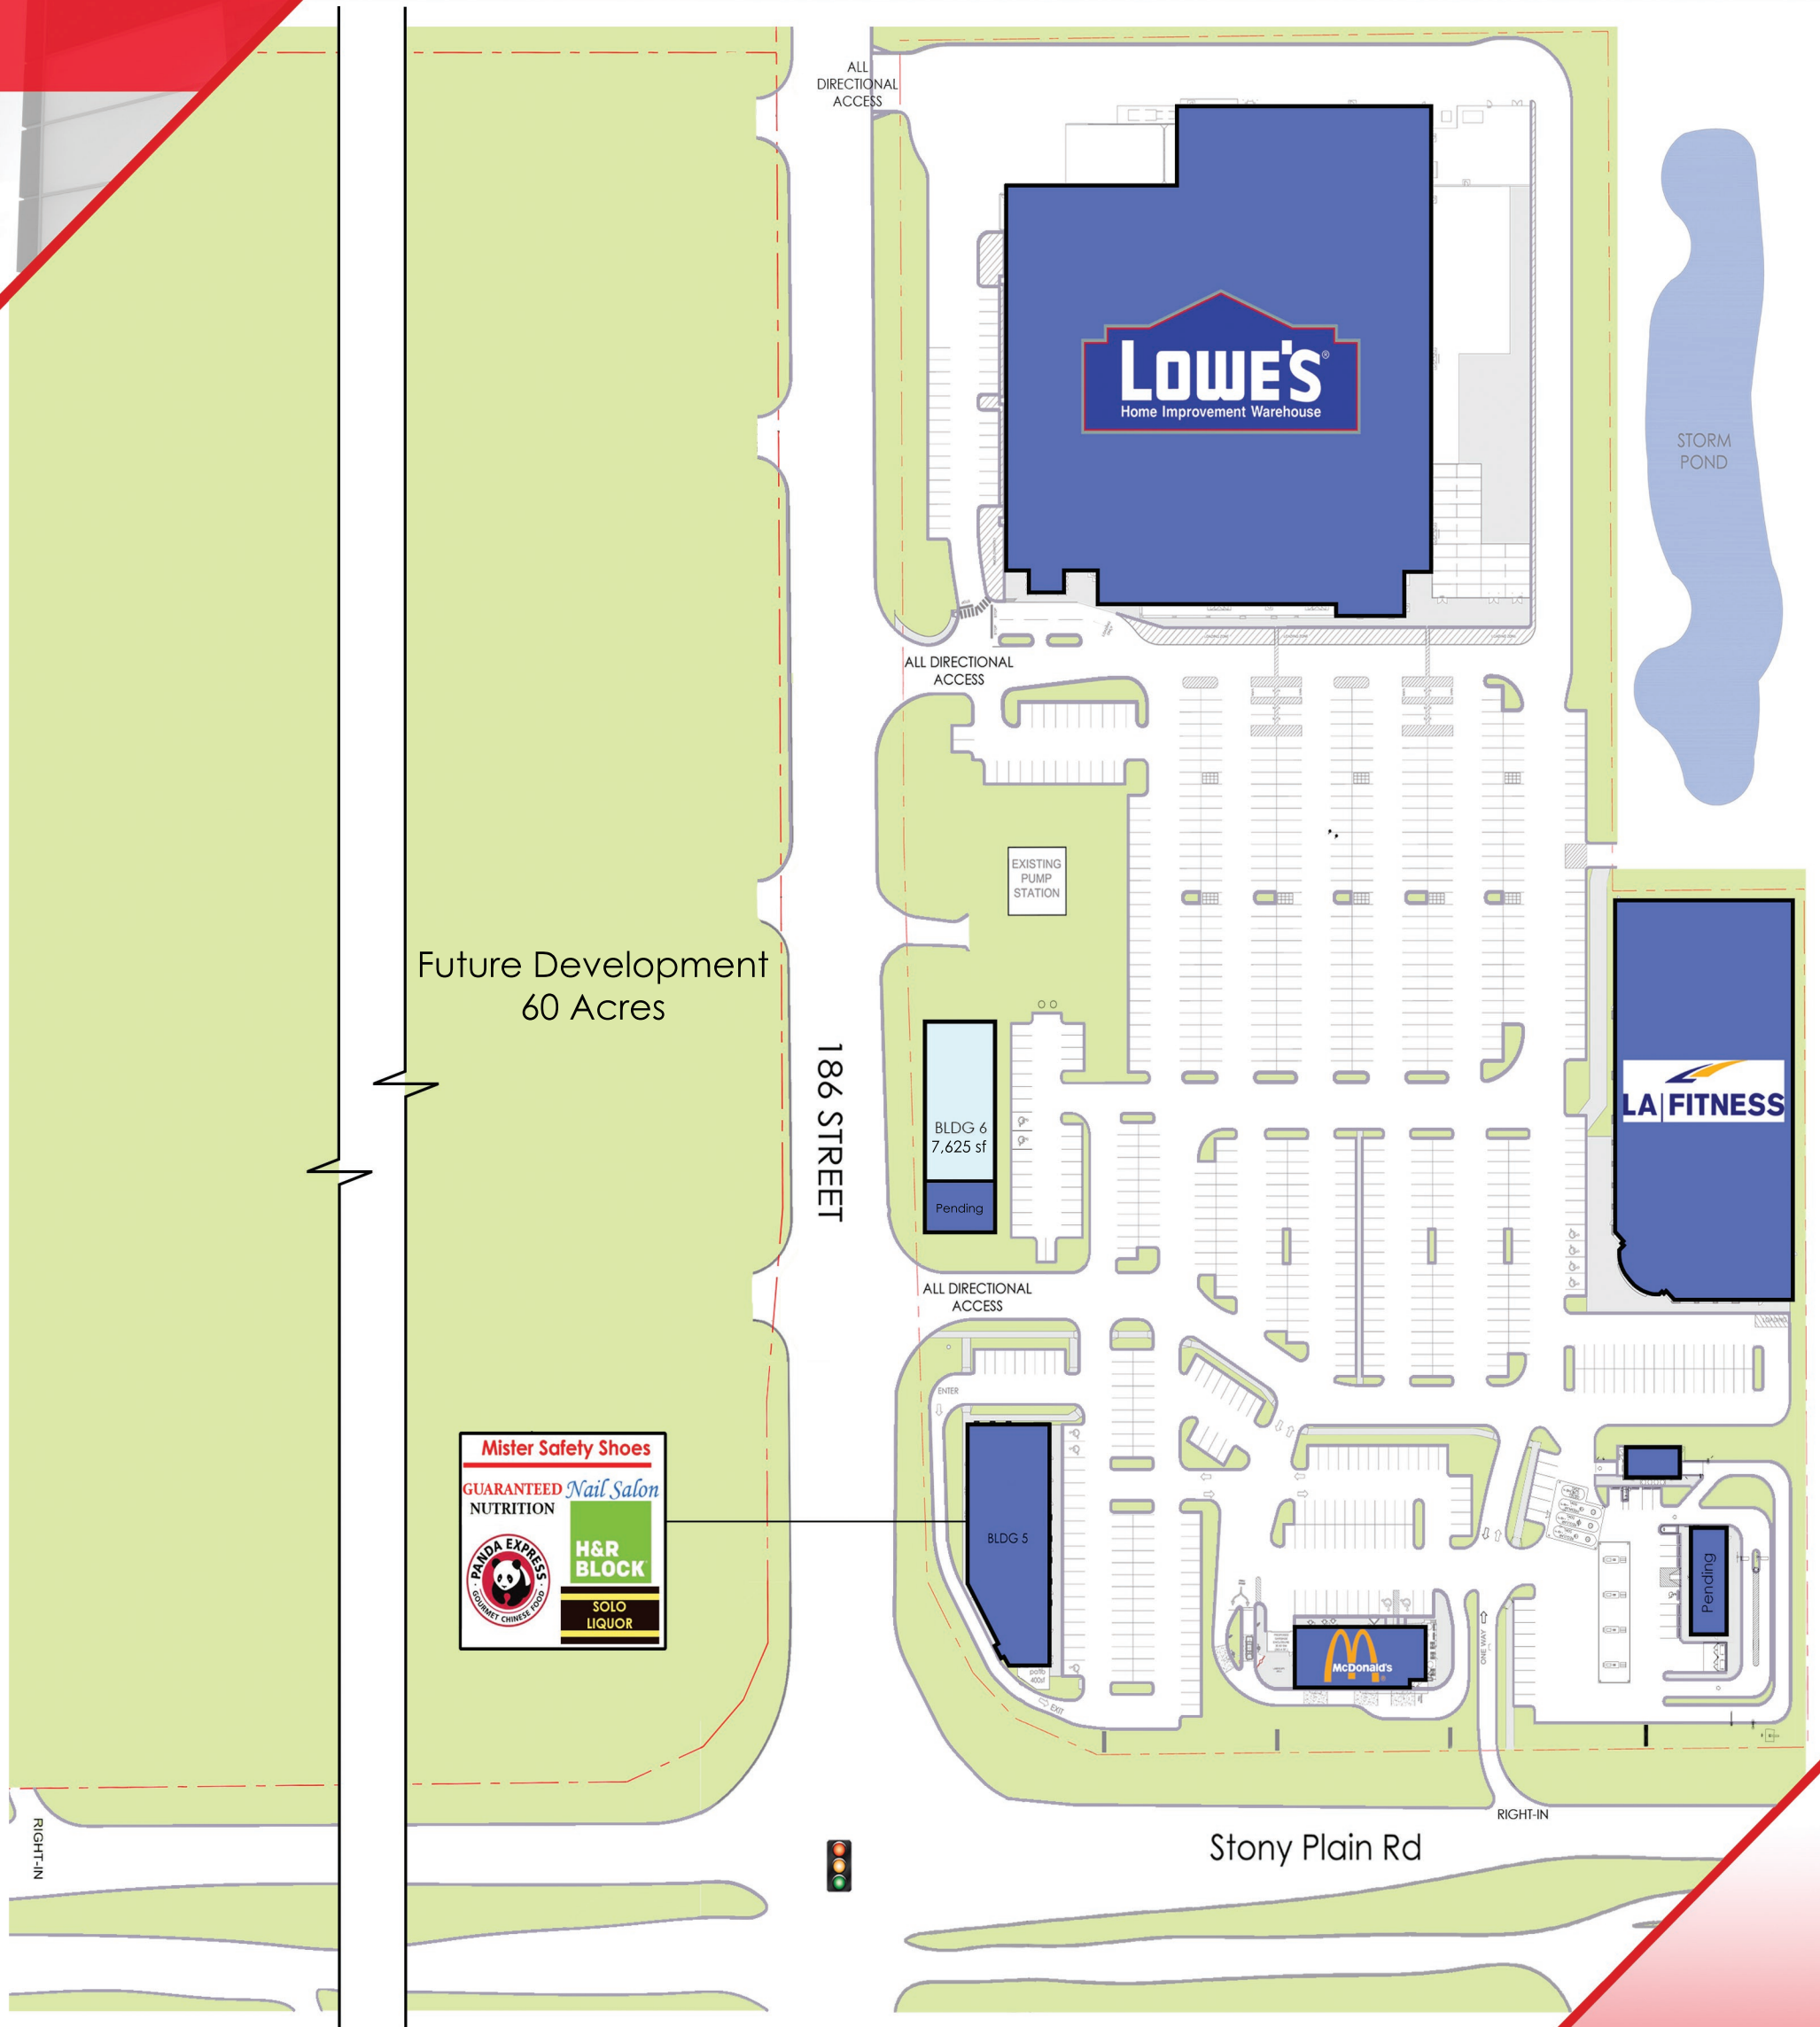 ALL
DIRECTIONAL
ACCESS
LOWE'S®
Home Improvement Warehouse
STORM
POND
ALL DIRECTIONAL
ACCESS
EXISTING
PUMP
STATION
Future Development
60 Acres
186 STREET
BLDG 6
7,625 sf
Pending
LA FITNESS
ALL DIRECTIONAL
ACCESS
LOADING
ENTER
Mister Safety Shoes
GUARANTEED
NUTRITION
Nail Salon
PANDA EXPRESS
GOURMET CHINESE FOOD
H&R
BLOCK
SOLO
LIQUOR
BLDG 5
patio
400sf
EXIT
McDonald's
ONE WAY
Pending
RIGHT-IN
RIGHT-IN
Stony Plain Rd